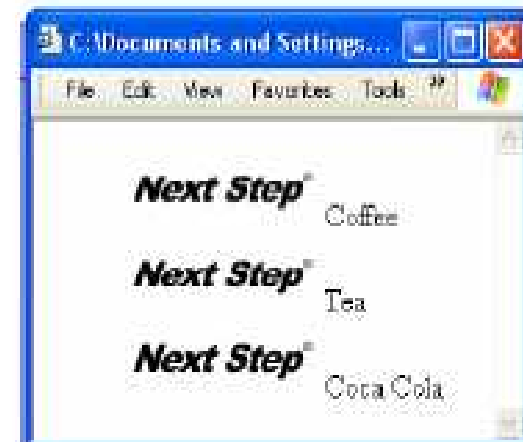 C:\Documents and Settings...
File Edit View Favorites Tools »
Next Step® Coffee
Next Step® Tea
Next Step® Coca Cola